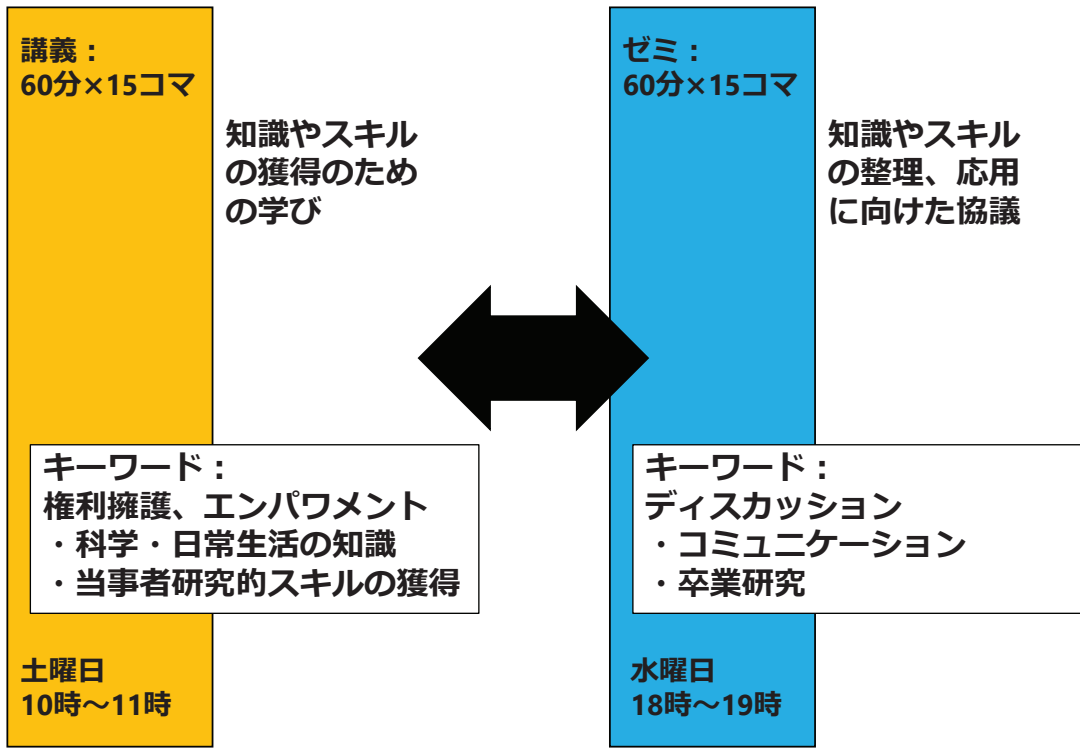 講義：
60分×15コマ
知識やスキル
の獲得のため
の学び
キーワード：
権利擁護、エンパワメント
・科学・日常生活の知識
・当事者研究的スキルの獲得
土曜日
10時～11時
ゼミ：
60分×15コマ
知識やスキル
の整理、応用
に向けた協議
キーワード：
ディスカッション
・コミュニケーション
・卒業研究
水曜日
18時～19時